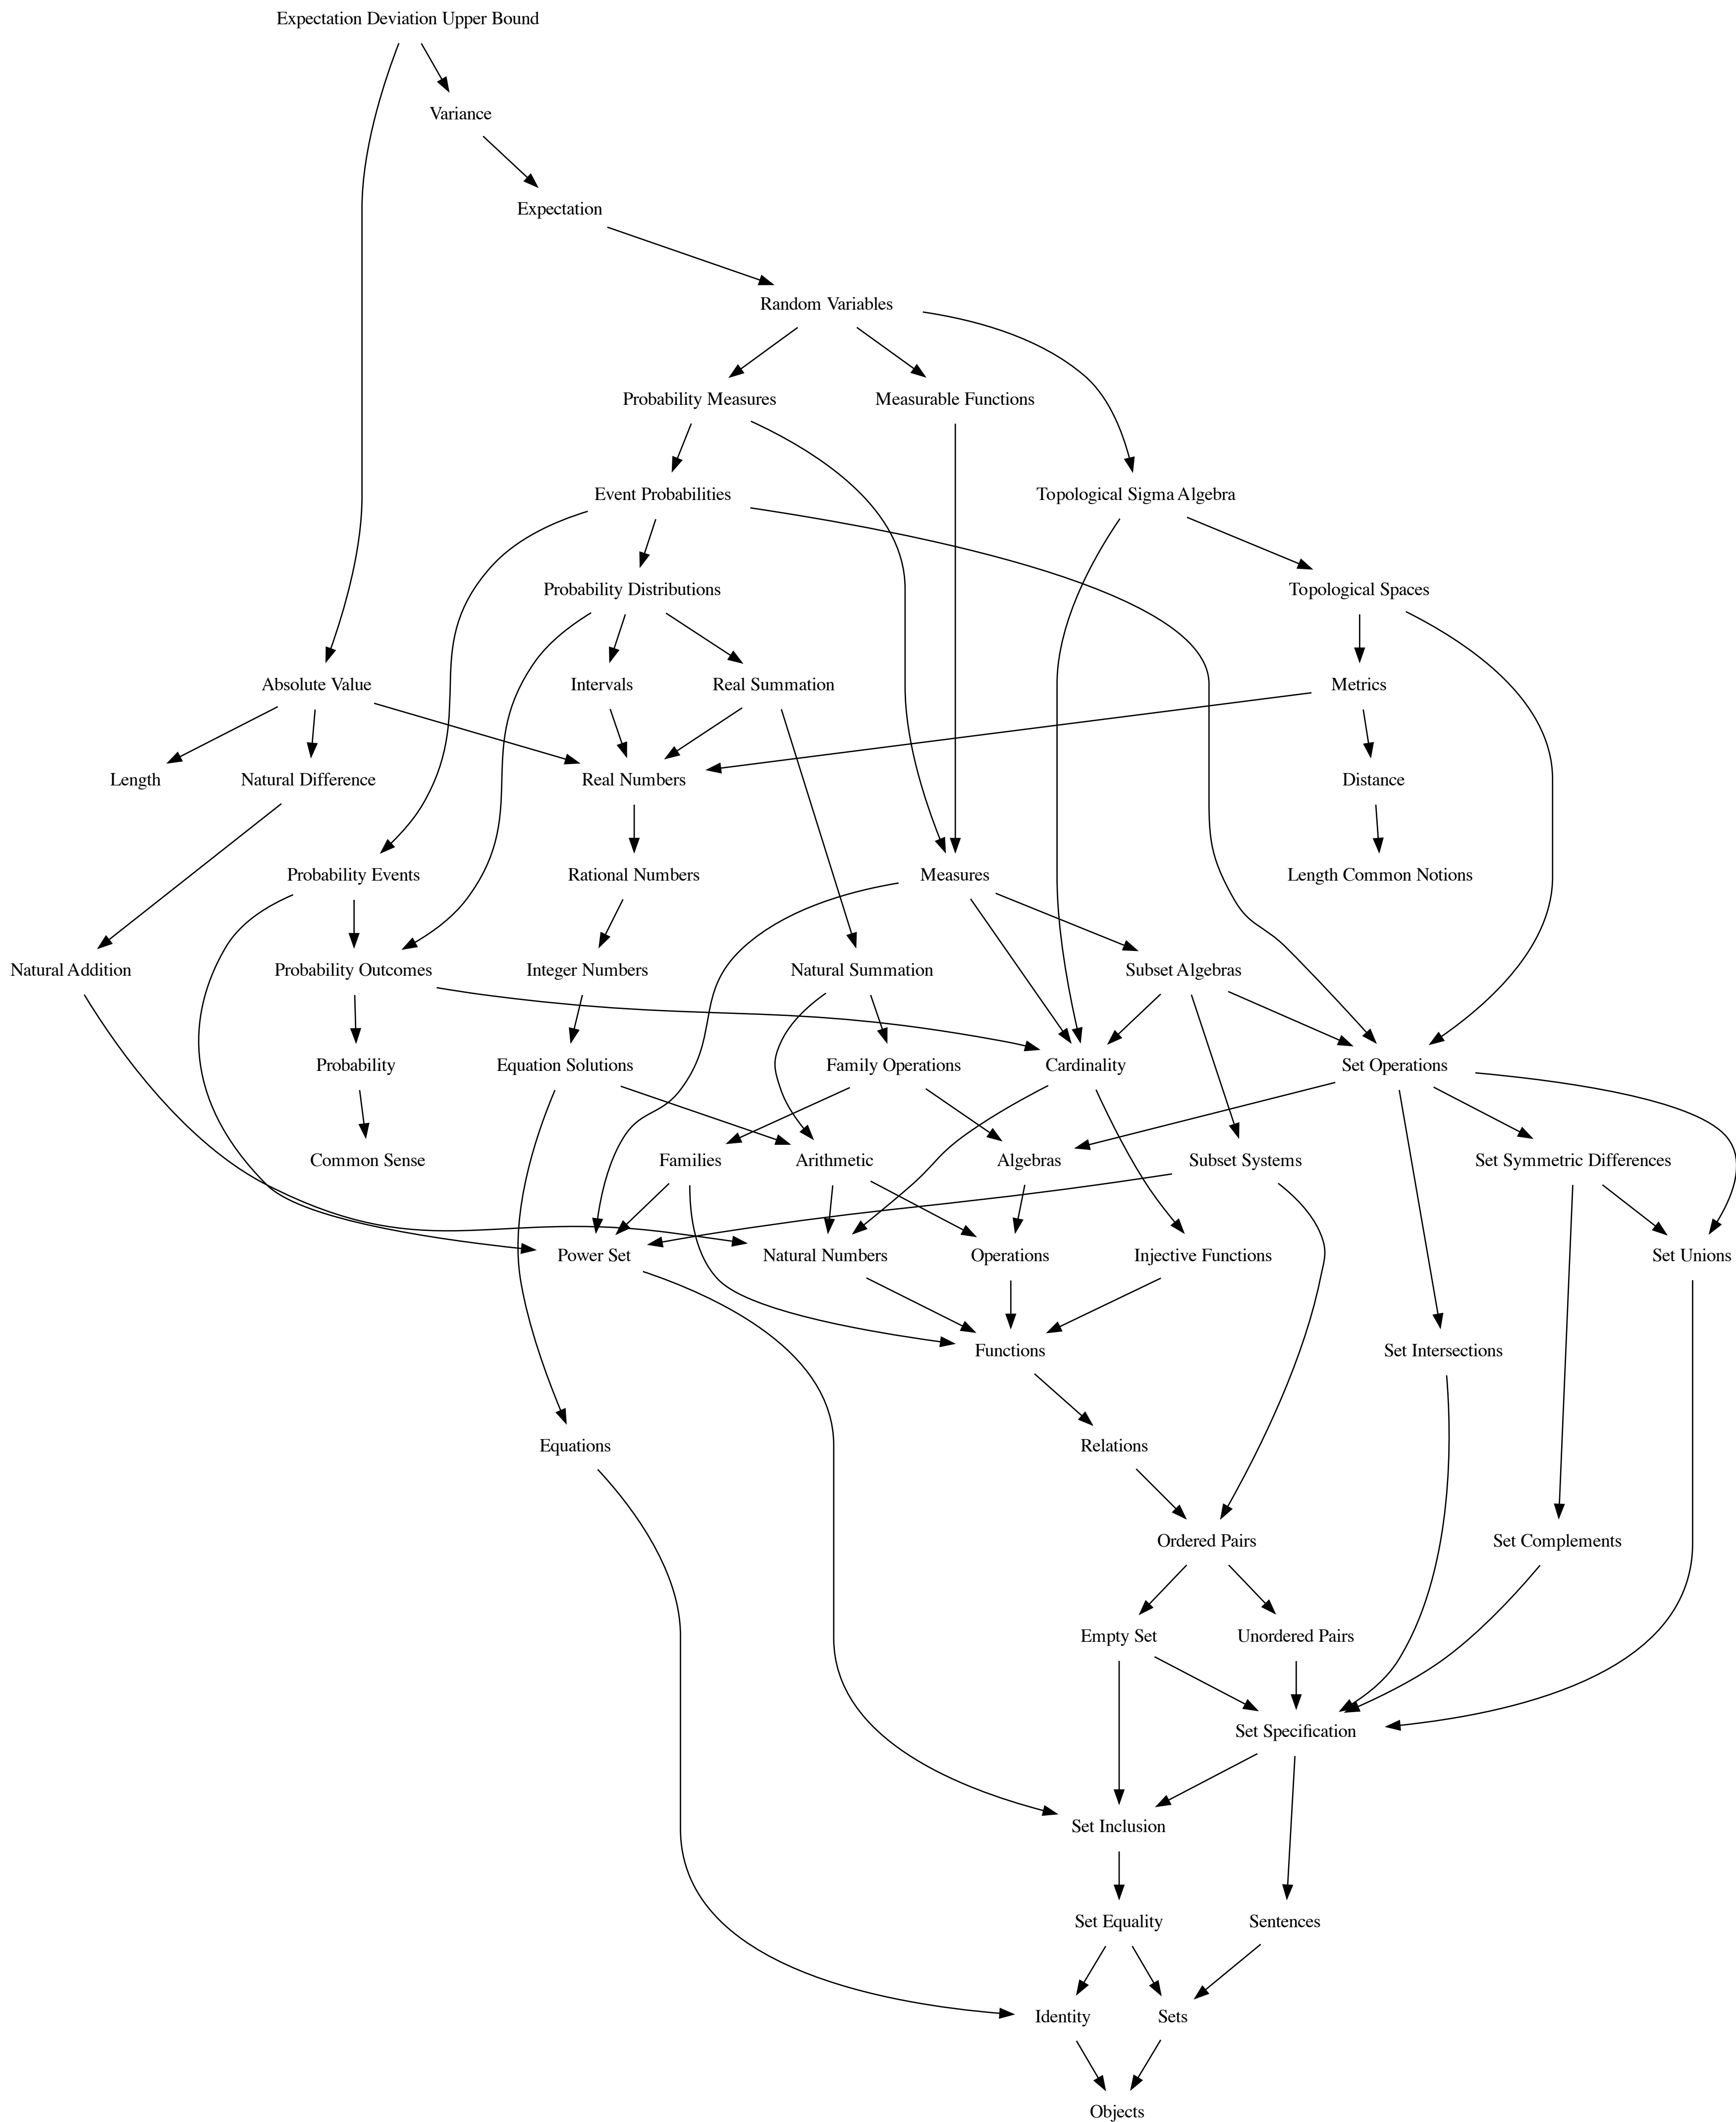 Expectation Deviation Upper Bound
Variance
Expectation
Random Variables
Probability Measures
Measurable Functions
Event Probabilities
Topological Sigma Algebra
Probability Distributions
Topological Spaces
Absolute Value
Intervals
Real Summation
Metrics
Length
Natural Difference
Real Numbers
Distance
Probability Events
Rational Numbers
Measures
Length Common Notions
Natural Addition
Probability Outcomes
Integer Numbers
Natural Summation
Subset Algebras
Probability
Equation Solutions
Family Operations
Cardinality
Set Operations
Common Sense
Families
Arithmetic
Algebras
Subset Systems
Set Symmetric Differences
Power Set
Natural Numbers
Operations
Injective Functions
Set Unions
Functions
Set Intersections
Equations
Relations
Ordered Pairs
Set Complements
Empty Set
Unordered Pairs
Set Specification
Set Inclusion
Set Equality
Sentences
Identity
Sets
Objects